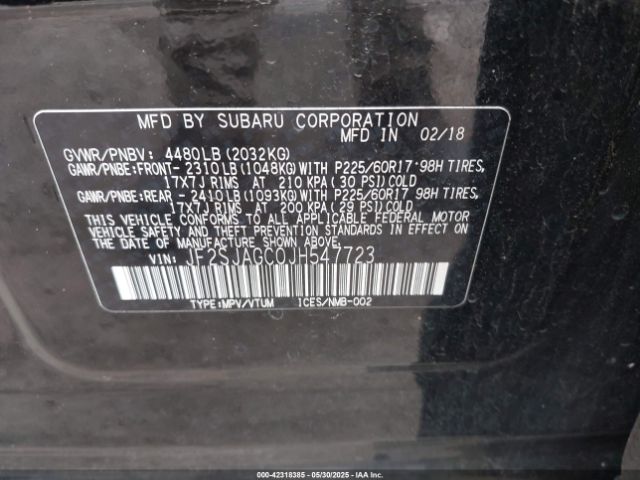 MFD BY SUBARU CORPORATION
MFD IN 02/18
GVWR/PNBV: 4480LB(2032KG)
GAWR/PNBE:FRONT- 2310LB(1048KG)WITH P225/60R17 98H TIRES,
17X7J RIMS AT 210 KPA(30 PSI)COLD
GAWR/PNBE:REAR - 2410LB(1093KG)WITH P225/60R17 98H TIRES,
17X7J RIMS AT 200 KPA(29 PSI)COLD
THIS VEHICLE CONFORMS TO ALL APPLICABLE FEDERAL MOTOR
VEHICLE SAFETY AND THEFT PREVENTION STANDARDS
IN EFFECT ON THE DATE OF MANUFACTURE SHOWN ABOVE.
VIN: JF2SJAGC0JH547723
TYPE:MPV/VTUM ICES/NMB-002
000-42318385 - 05/30/2025 - IAA, Inc.